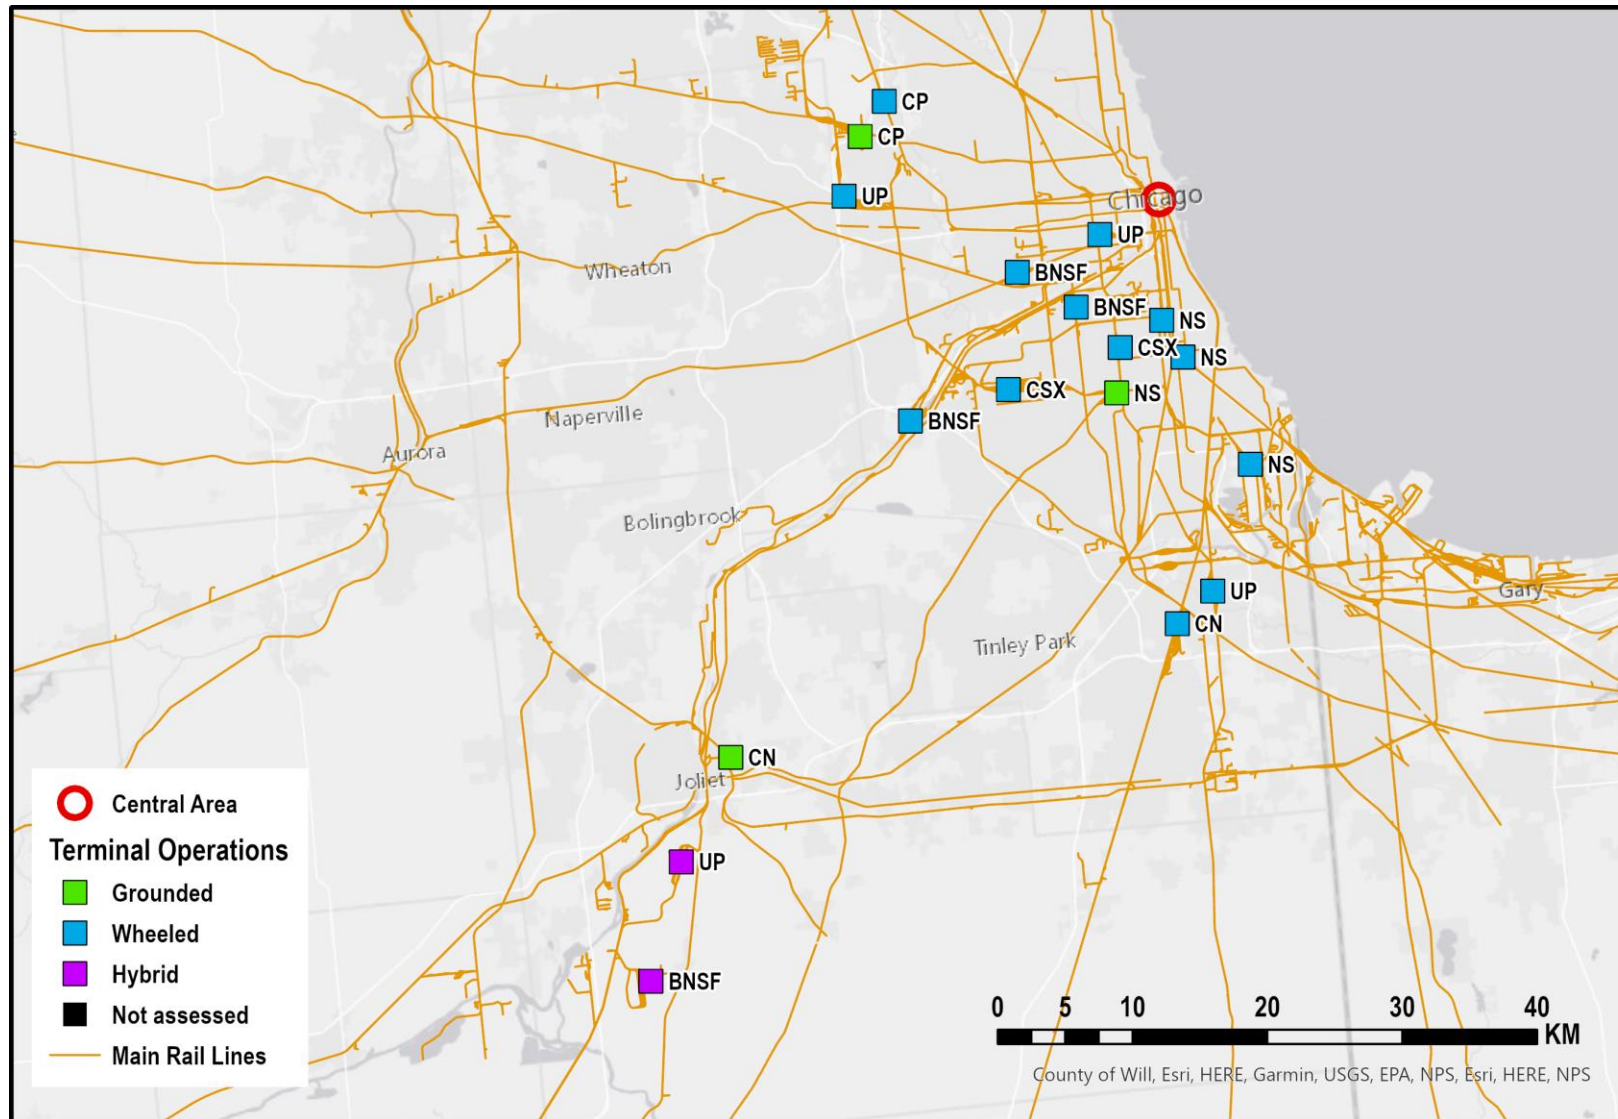 CP
CP
UP
Chicago
UP
Wheaton
BNSF
BNSF
NS
CSX
NS
CSX
NS
Naperville
BNSF
Aurora
NS
Bolingbrook
UP
Gary
CN
Tinley Park
CN
Joliet
UP
BNSF
Central Area
Terminal Operations
Grounded
Wheeled
Hybrid
Not assessed
Main Rail Lines
0 5 10 20 30 40
KM
County of Will, Esri, HERE, Garmin, USGS, EPA, NPS, Esri, HERE, NPS